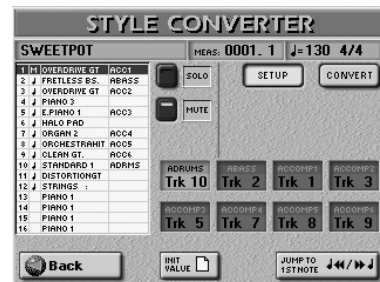 STYLE CONVERTER
SWEETPOT MEAS: 0001. 1 ♩=130 4/4
1 M OVERDRIVE GT ACC1
2 FRETLESS BS. ABASS
3 OVERDRIVE GT ACC2
4 PIANO 3
5 E.PIANO 1 ACC3
6 HALO PAD
7 ORGAN 2 ACC4
8 ORCHESTRAHIT ACC5
9 CLEAN GT. ACC6
10 STANDARD 1 ADRMS
11 DISTORTIONGT
12 STRINGS :
13 PIANO 1
14 PIANO 1
15 PIANO 1
16 PIANO 1
SOLO
MUTE
SETUP CONVERT
ADRUMS ABASS ACCOMP1 ACCOMP2
Trk 10 Trk 2 Trk 1 Trk 3
ACCOMP3 ACCOMP4 ACCOMP5 ACCOMP6
Trk 5 Trk 7 Trk 8 Trk 9
Back
INIT
VALUE
JUMP TO
1ST NOTE